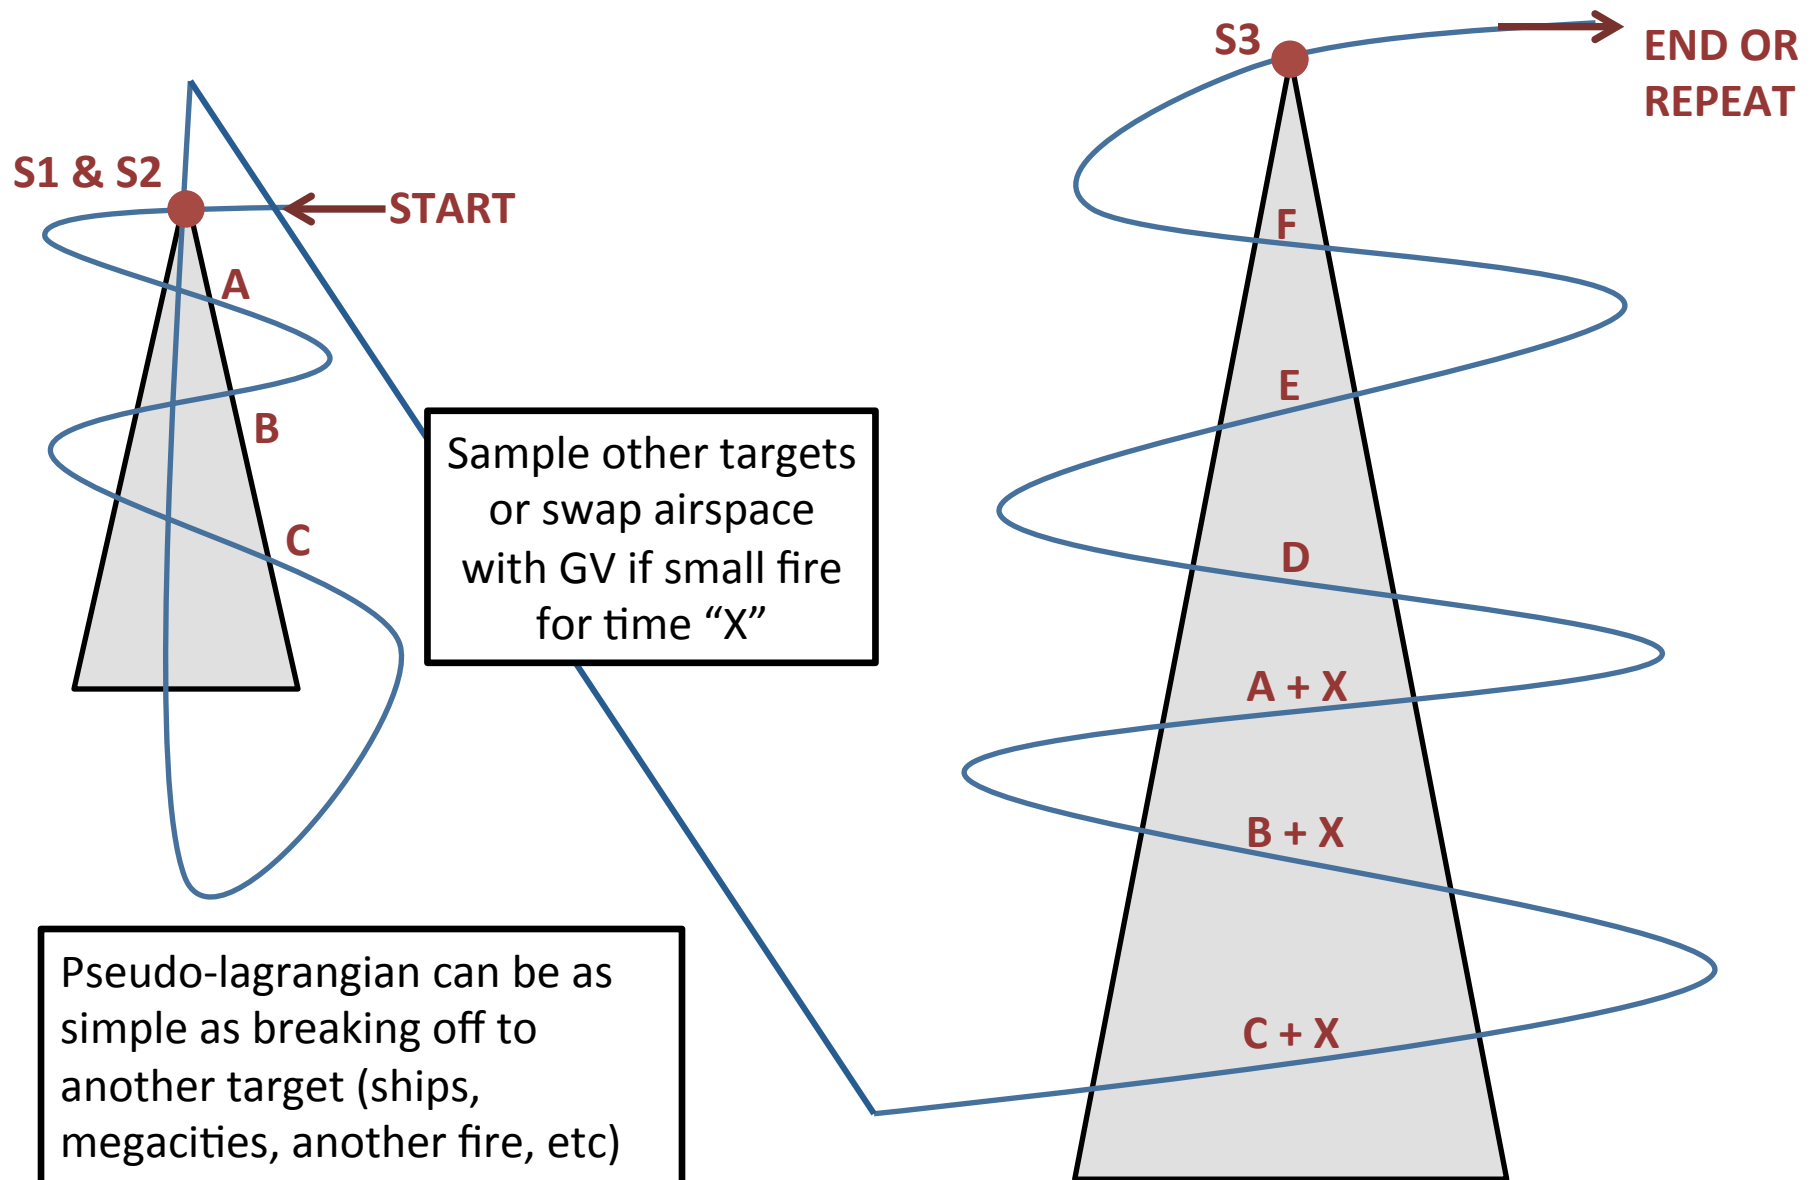 S1 & S2
START
A
B
C
Sample other targets
or swap airspace
with GV if small fire
for time “X”
Pseudo-lagrangian can be as
simple as breaking off to
another target (ships,
megacities, another fire, etc)
S3
END OR
REPEAT
F
E
D
A + X
B + X
C + X